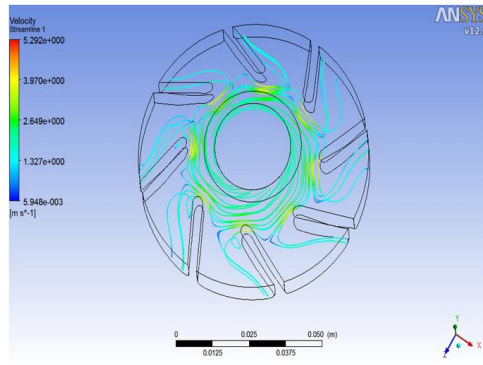 Velocity
Streamline 1
5.292e+000
3.970e+000
2.649e+000
1.327e+000
5.948e-003
[m s^-1]
ANSYS
v12.
0
0.025
0.050 (m)
0.0125
0.0375
Y
X
Z